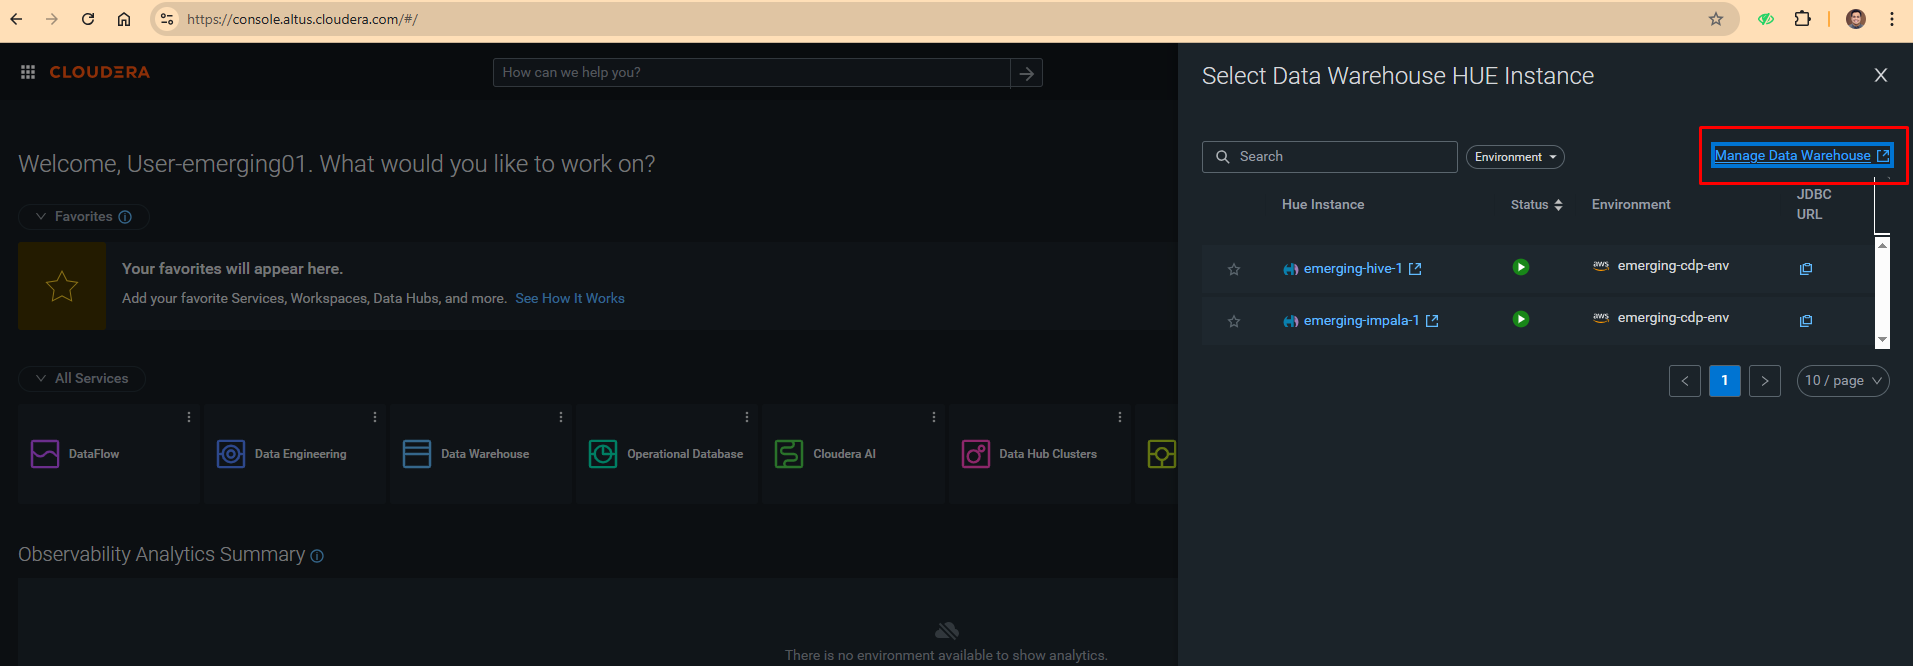 https://console.altus.cloudera.com/#/
CLOUDERA
How can we help you?
Select Data Warehouse HUE Instance
Welcome, User-emerging01. What would you like to work on?
Search
Environment
Manage Data Warehouse
Hue Instance
Status
Environment
JDBC
URL
Favorites
Your favorites will appear here.
Add your favorite Services, Workspaces, Data Hubs, and more. See How It Works
emerging-hive-1
aws
emerging-cdp-env
emerging-impala-1
aws
emerging-cdp-env
1
10 / page
All Services
DataFlow
Data Engineering
Data Warehouse
Operational Database
Cloudera AI
Data Hub Clusters
Observability Analytics Summary
There is no environment available to show analytics.